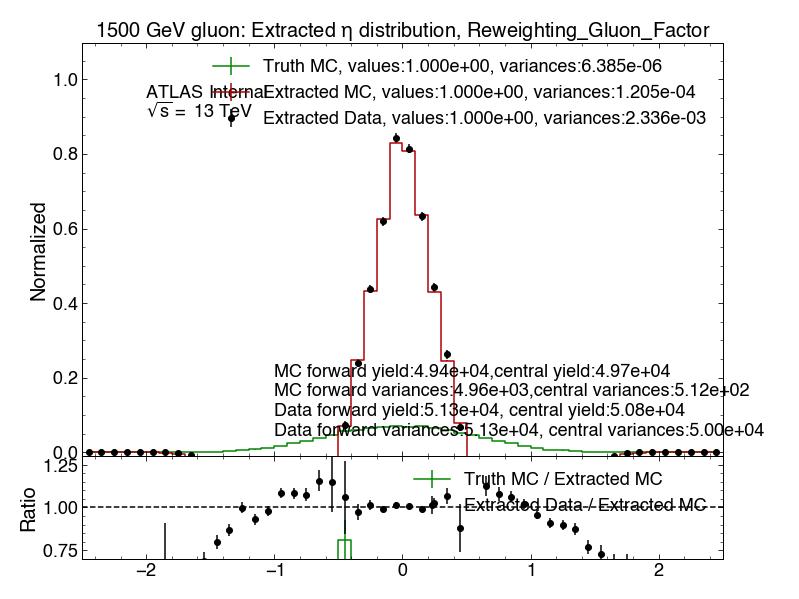 1500 GeV gluon: Extracted η distribution, Reweighting_Gluon_Factor
Truth MC, values:1.000e+00, variances:6.385e-06
ATLAS Internal
Extracted MC, values:1.000e+00, variances:1.205e-04
√s = 13 TeV
Extracted Data, values:1.000e+00, variances:2.336e-03
Normalized
1.0
0.8
0.6
0.4
0.2
0.0
MC forward yield:4.94e+04,central yield:4.97e+04
MC forward variances:4.96e+03,central variances:5.12e+02
Data forward yield:5.13e+04, central yield:5.08e+04
Data forward variances:5.13e+04, central variances:5.00e+04
Ratio
1.25
1.00
0.75
Truth MC / Extracted MC
Extracted Data / Extracted MC
−2
−1
0
1
2